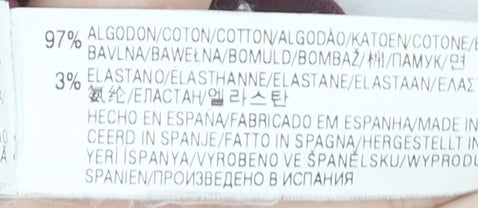 97% ALGODON/COTON/COTTON/ALGODÃO/KATOEN/COTONE/
BAVLNA/BAWEŁNA/BOMULD/BOMBAŽ/棉/ПАМУК/면
3% ELASTANO/ELASTHANNE/ELASTANE/ELASTAAN/ΕΛΑΣ
氨纶/ЕЛАСТАН/엘라스탄
HECHO EN ESPAÑA/FABRICADO EM ESPANHA/MADE IN
CEERD IN SPANJE/FATTO IN SPAGNA/HERGESTELLT IN
YERİ İSPANYA/VYROBENO VE ŠPANĚLSKU/WYPRODU
SPANIEN/ПРОИЗВЕДЕНО В ИСПАНИЯ